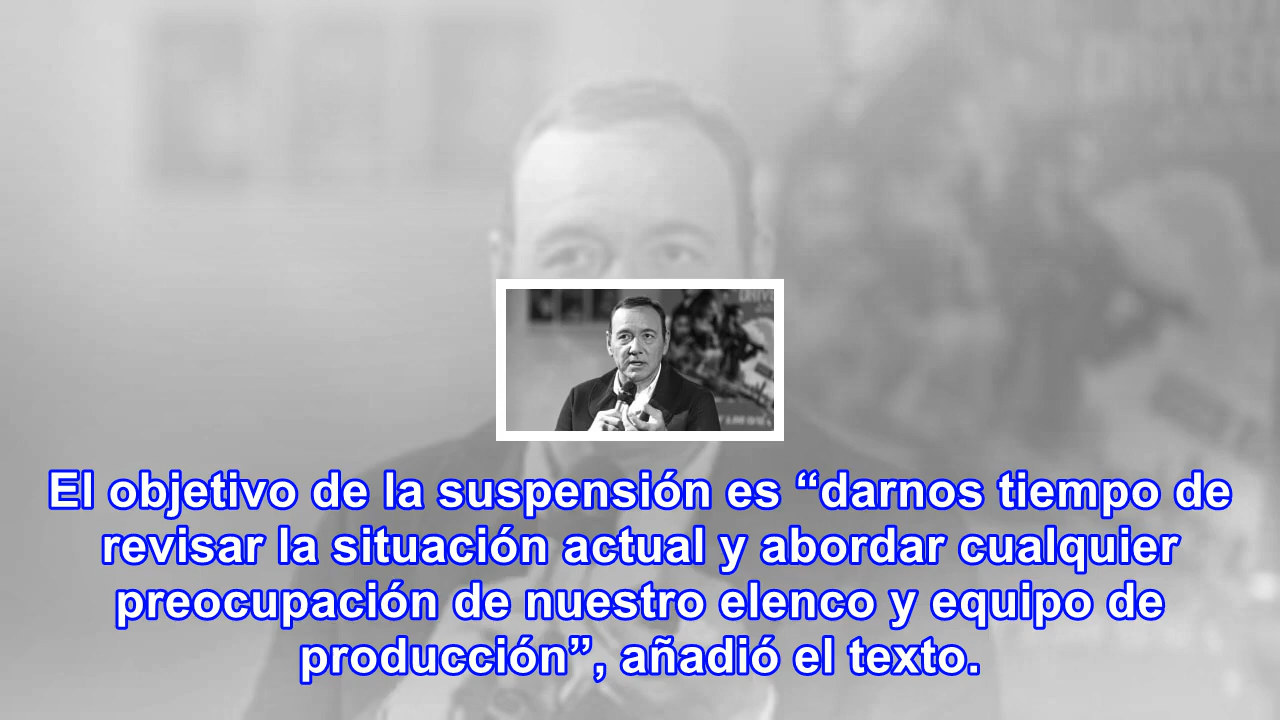 DRIVER
El objetivo de la suspensión es “darnos tiempo de
revisar la situación actual y abordar cualquier
preocupación de nuestro elenco y equipo de
producción”, añadió el texto.